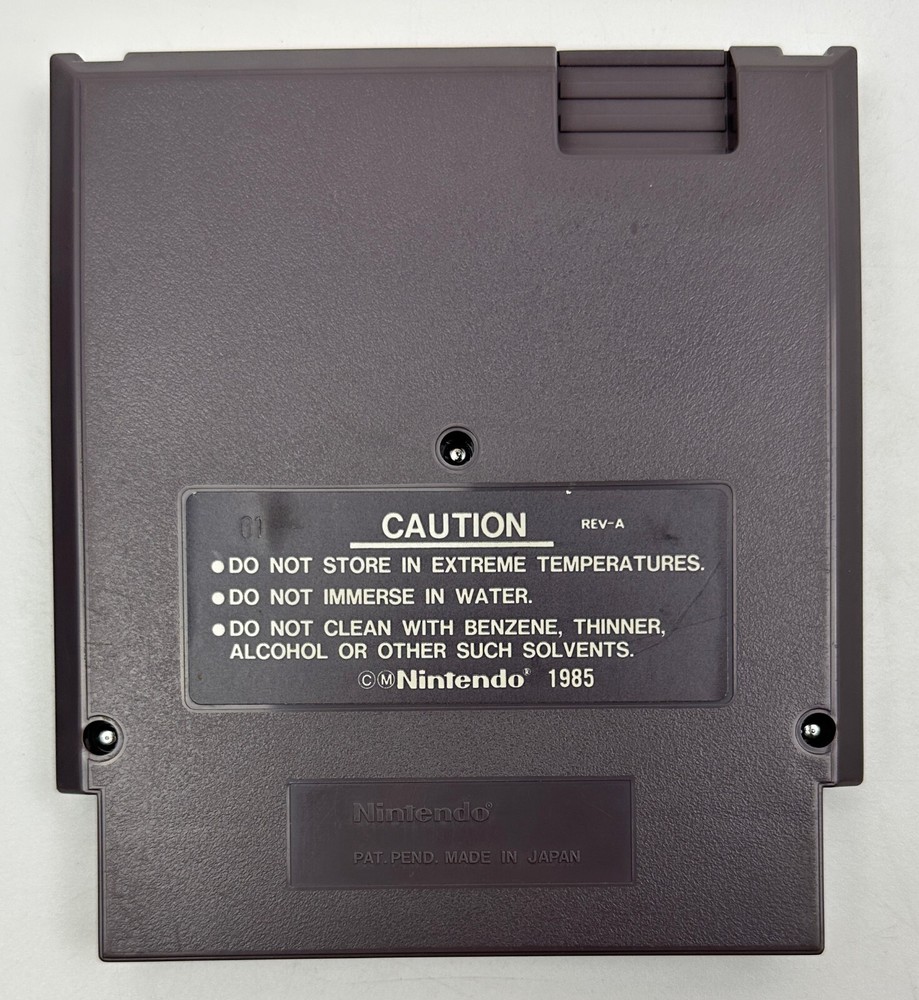 01
CAUTION REV-A
●DO NOT STORE IN EXTREME TEMPERATURES.
●DO NOT IMMERSE IN WATER.
●DO NOT CLEAN WITH BENZENE, THINNER,
ALCOHOL OR OTHER SUCH SOLVENTS.
ⒸⓂNintendo® 1985
Nintendo®
PAT. PEND. MADE IN JAPAN